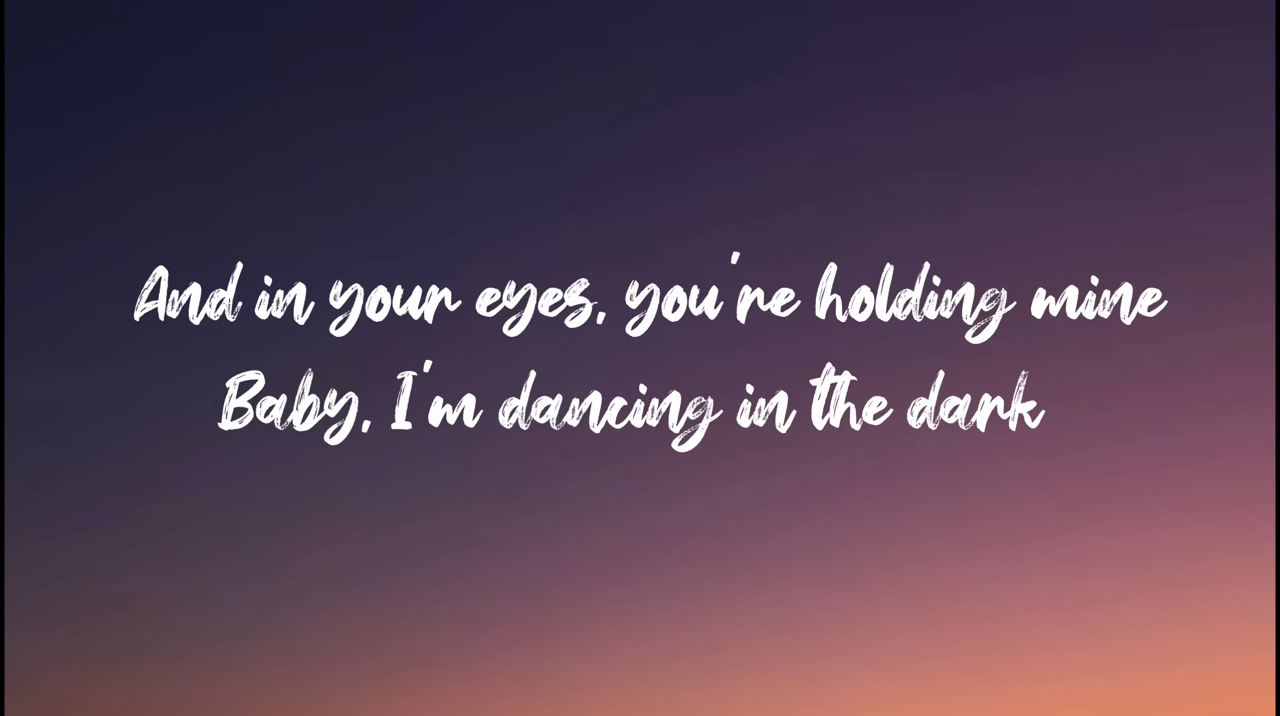 And in your eyes, you're holding mine
Baby, I'm dancing in the dark